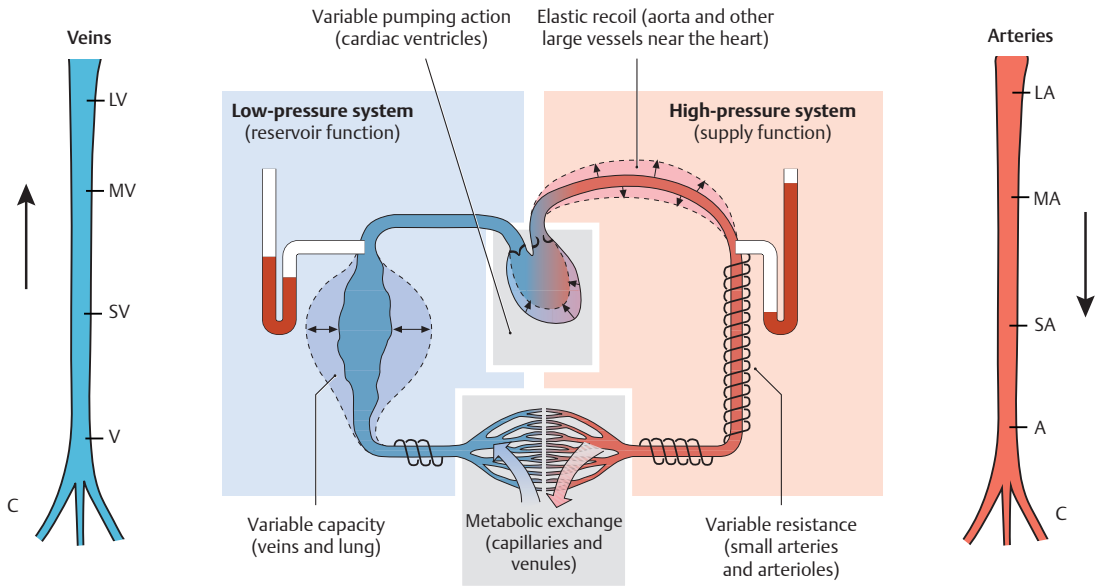 Veins
LV
MV
SV
V
C
Variable pumping action
(cardiac ventricles)
Elastic recoil (aorta and other
large vessels near the heart)
Low-pressure system
(reservoir function)
High-pressure system
(supply function)
Variable capacity
(veins and lung)
Metabolic exchange
(capillaries and
venules)
Variable resistance
(small arteries
and arterioles)
Arteries
LA
MA
SA
A
C